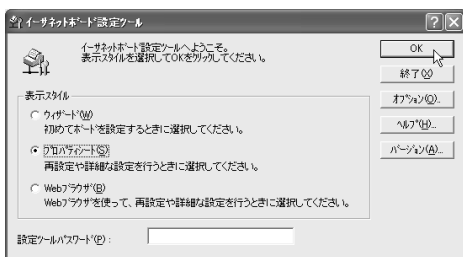 イーサネットボード設定ツール
イーサネットボード設定ツールへようこそ。
表示スタイルを選択してOKをクリックしてください。
表示スタイル
ウィザード(W)
初めてボードを設定するときに選択してください。
プロパティシート(S)
再設定や詳細な設定を行うときに選択してください。
Webブラウザ(B)
Webブラウザを使って、再設定や詳細な設定を行うときに選択してください。
設定ツールパスワード(P):
OK
終了(X)
オプション(O)...
ヘルプ(H)...
バージョン(A)...